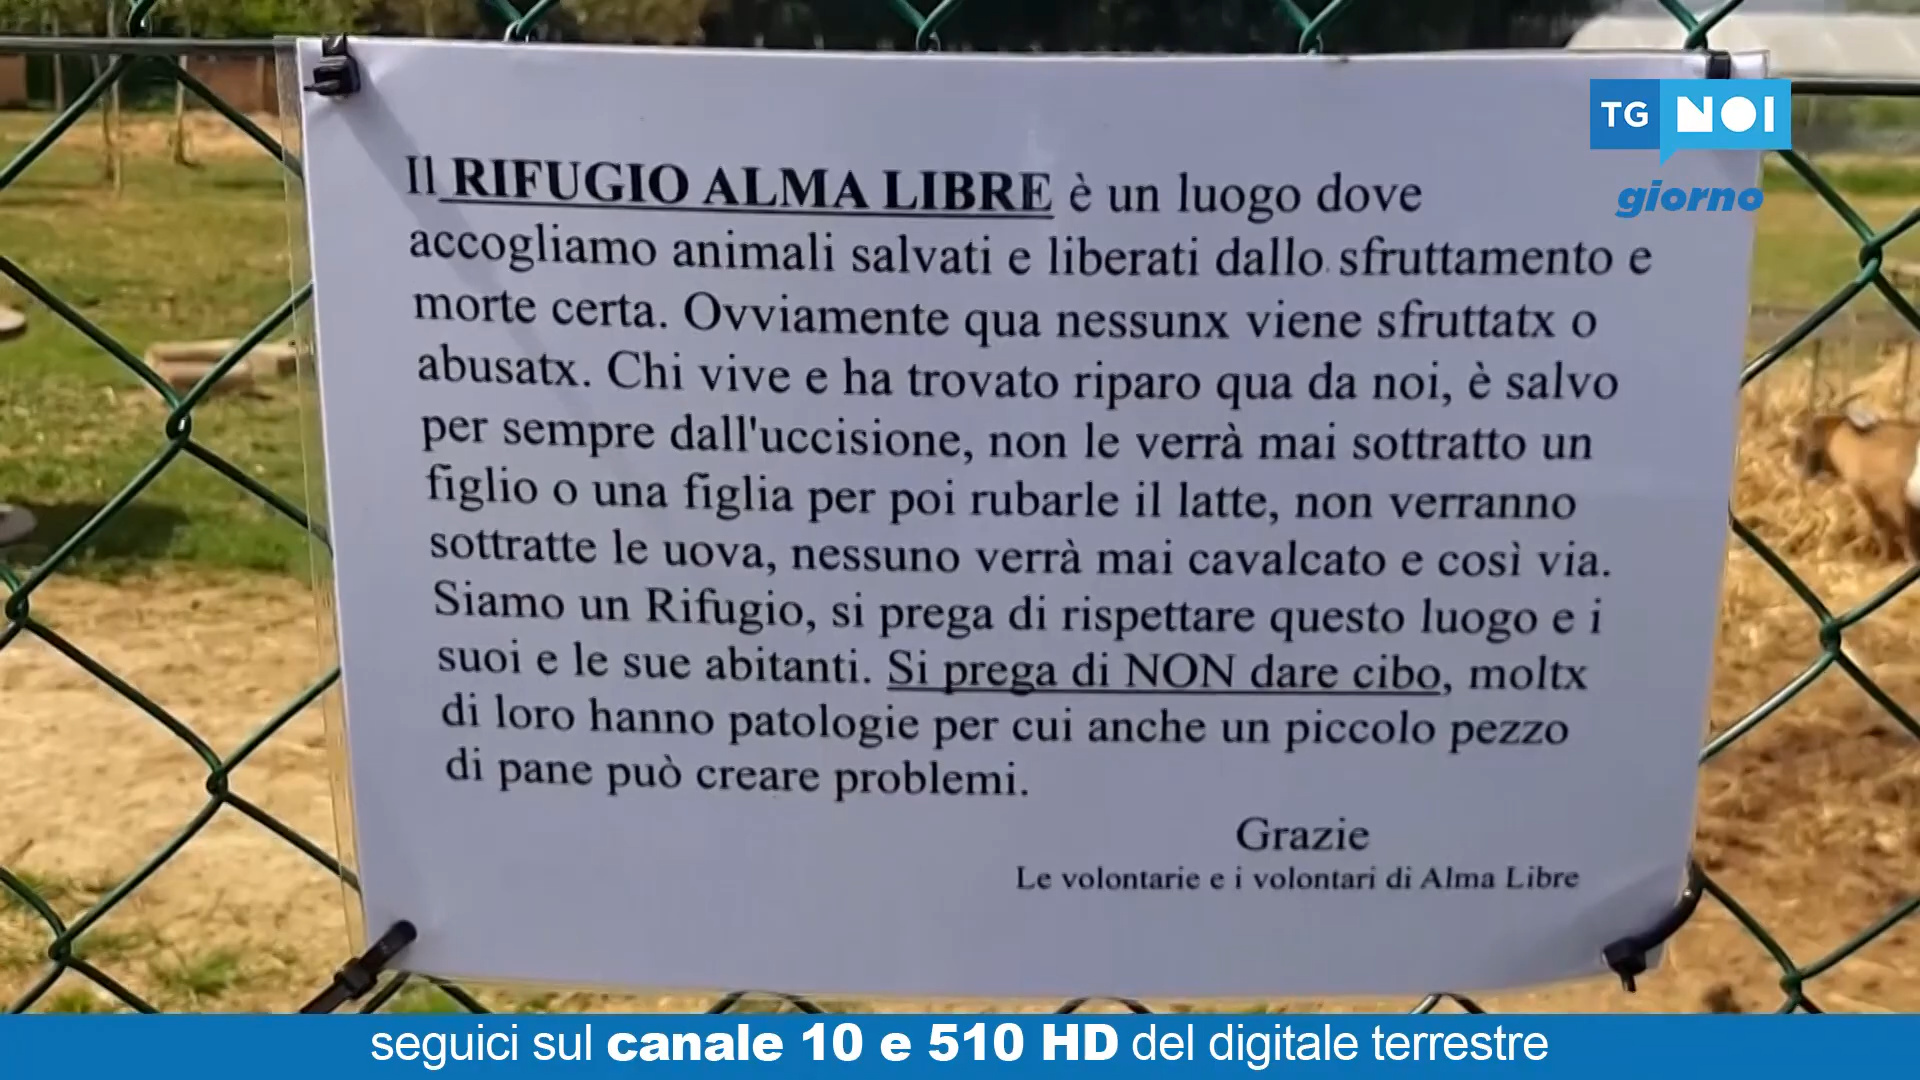 TG NOI
giorno
Il RIFUGIO ALMA LIBRE è un luogo dove
accogliamo animali salvati e liberati dallo sfruttamento e
morte certa. Ovviamente qua nessunx viene sfruttatx o
abusatx. Chi vive e ha trovato riparo qua da noi, è salvo
per sempre dall'uccisione, non le verrà mai sottratto un
figlio o una figlia per poi rubarle il latte, non verranno
sottratte le uova, nessuno verrà mai cavalcato e così via.
Siamo un Rifugio, si prega di rispettare questo luogo e i
suoi e le sue abitanti. Si prega di NON dare cibo, moltx
di loro hanno patologie per cui anche un piccolo pezzo
di pane può creare problemi.
Grazie
Le volontarie e i volontari di Alma Libre
seguici sul canale 10 e 510 HD del digitale terrestre